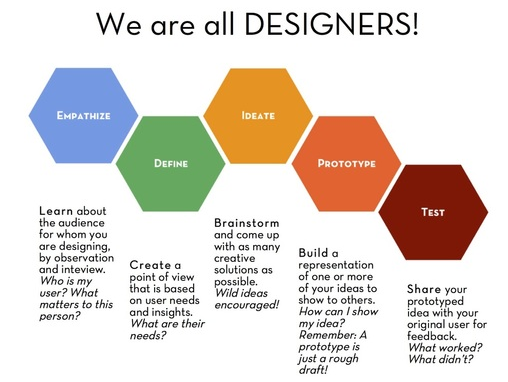 We are all DESIGNERS!
EMPATHIZE
DEFINE
IDEATE
PROTOTYPE
TEST
Learn about
the audience
for whom you
are designing,
by observation
and inteview.
Who is my
user? What
matters to this
person?
Create a
point of view
that is based
on user needs
and insights.
What are their
needs?
Brainstorm
and come up
with as many
creative
solutions as
possible.
Wild ideas
encouraged!
Build a
representation
of one or more
of your ideas to
show to others.
How can I show
my idea?
Remember: A
prototype is
just a rough
draft!
Share your
prototyped
idea with your
original user for
feedback.
What worked?
What didn't?